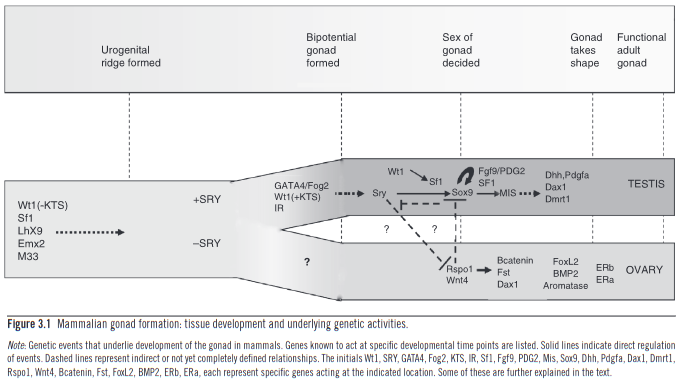 Urogenital
ridge formed
Bipotential
gonad
formed
Sex of
gonad
decided
Gonad
takes
shape
Functional
adult
gonad
Wt1(-KTS)
Sf1
LhX9
Emx2
M33
+SRY
–SRY
GATA4/Fog2
Wt1(+KTS)
IR
Sry
Wt1
Sf1
Sox9
Fgf9/PDG2
SF1
MIS
Dhh,Pdgfa
Dax1
Dmrt1
TESTIS
?
?
?
Rspo1
Wnt4
Bcatenin
Fst
Dax1
FoxL2
BMP2
Aromatase
ERb
ERa
OVARY
Figure 3.1 Mammalian gonad formation: tissue development and underlying genetic activities.
Note: Genetic events that underlie development of the gonad in mammals. Genes known to act at specific developmental time points are listed. Solid lines indicate direct regulation
of events. Dashed lines represent indirect or not yet completely defined relationships. The initials Wt1, SRY, GATA4, Fog2, KTS, IR, Sf1, Fgf9, PDG2, Mis, Sox9, Dhh, Pdgfa, Dax1, Dmrt1,
Rspo1, Wnt4, Bcatenin, Fst, FoxL2, BMP2, ERb, ERa, each represent specific genes acting at the indicated location. Some of these are further explained in the text.